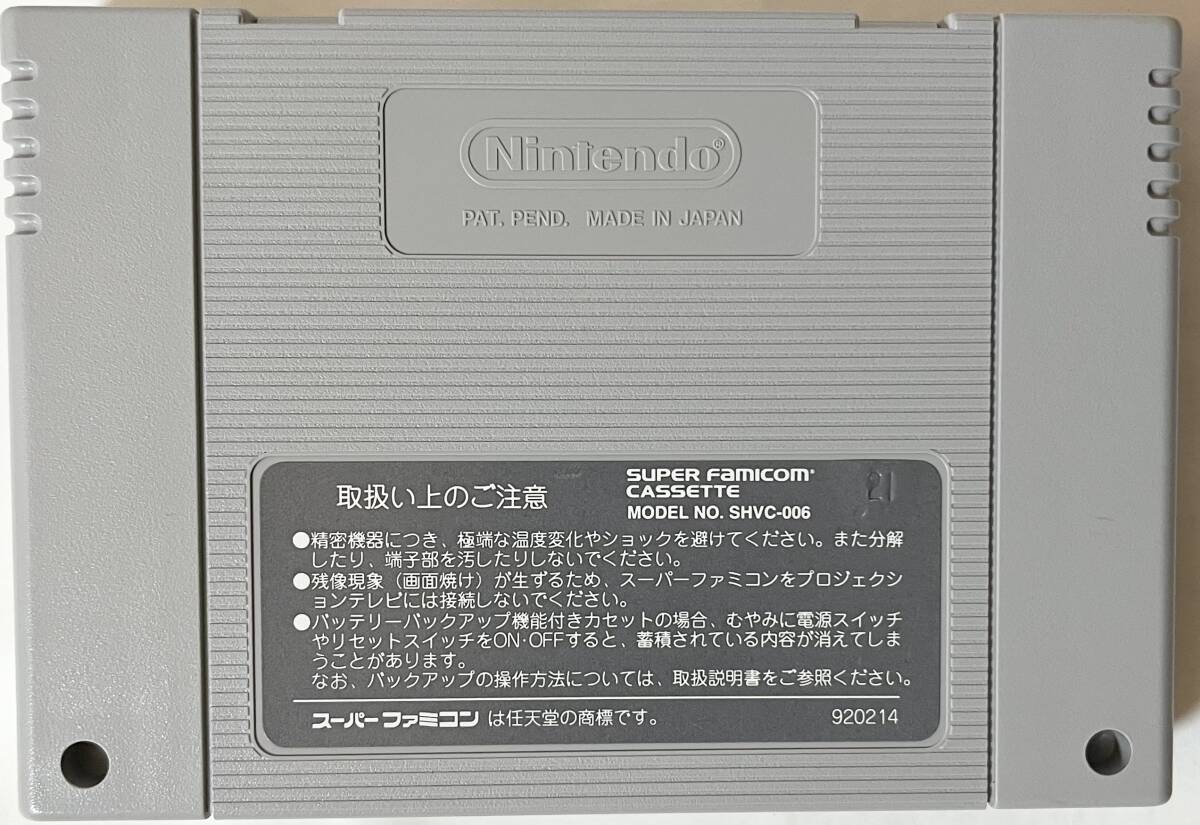 Nintendo®
PAT. PEND. MADE IN JAPAN
取扱い上のご注意
SUPER FAMICOM®
CASSETTE
MODEL NO. SHVC-006
21
●精密機器につき、極端な温度変化やショックを避けてください。また分解
したり、端子部を汚したりしないでください。
●残像現象（画面焼け）が生ずるため、スーパーファミコンをプロジェクシ
ョンテレビには接続しないでください。
●バッテリーバックアップ機能付きカセットの場合、むやみに電源スイッチ
やリセットスイッチをON·OFFすると、蓄積されている内容が消えてしま
うことがあります。
なお、バックアップの操作方法については、取扱説明書をご参照ください。
スーパーファミコン は任天堂の商標です。
920214